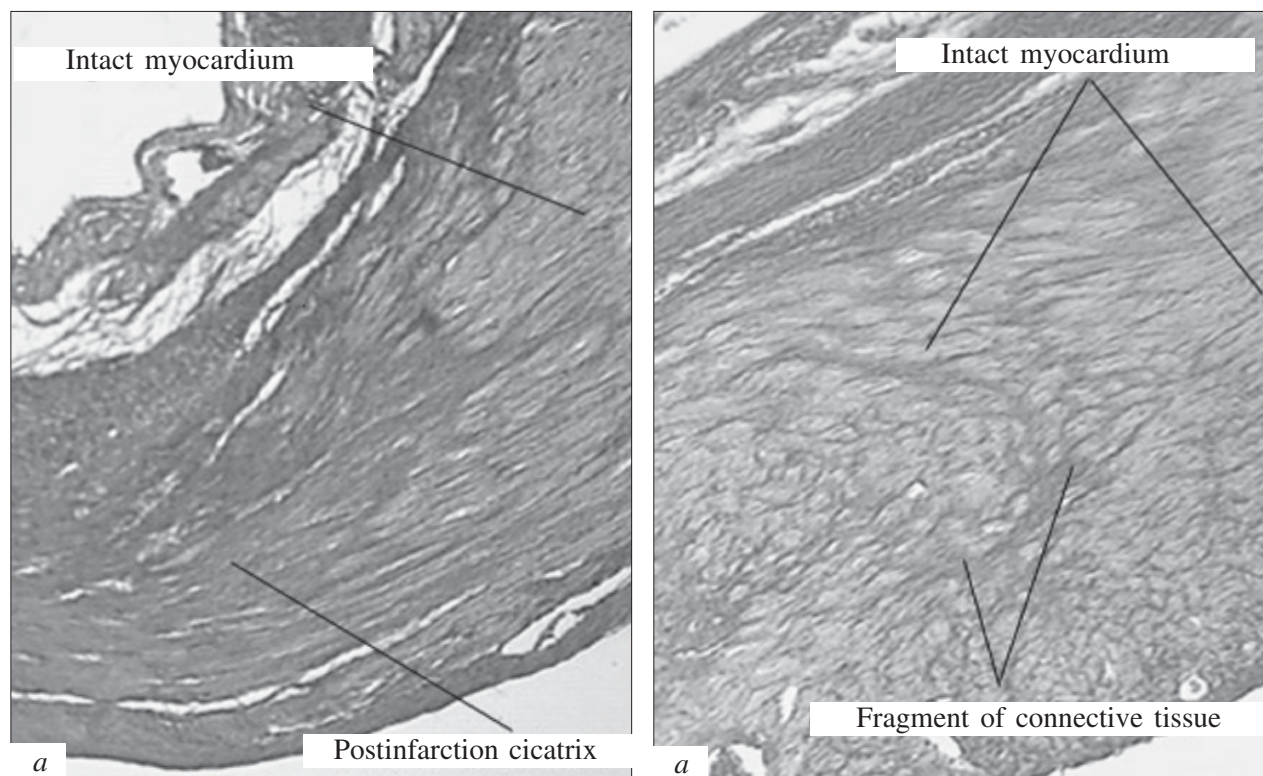 Intact myocardium
Postinfarction cicatrix
a
Intact myocardium
Fragment of connective tissue
a